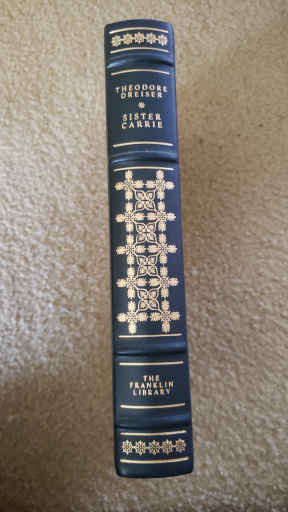 THEODORE
DREISER
SISTER
CARRIE
THE
FRANKLIN
LIBRARY